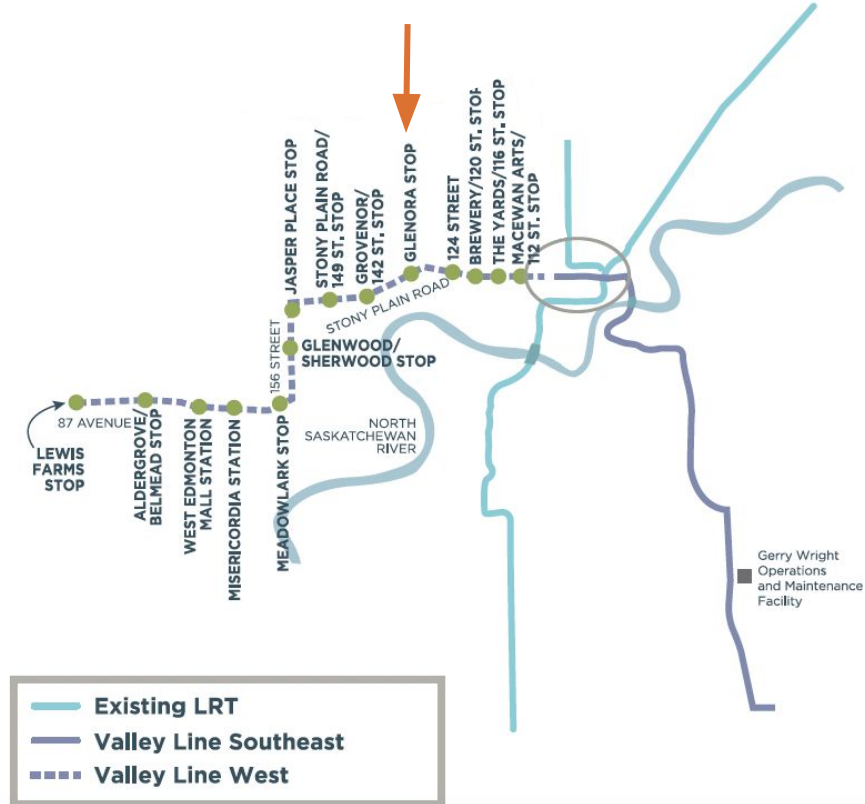 JASPER PLACE STOP
STONY PLAIN ROAD/
149 ST. STOP
GROVENOR/
142 ST. STOP
GLENORA STOP
124 STREET
BREWERY/120 ST. STOP
THE YARDS/116 ST. STOP
MACEWAN ARTS/
112 ST. STOP
STONY PLAIN ROAD
156 STREET
GLENWOOD/
SHERWOOD STOP
87 AVENUE
LEWIS
FARMS
STOP
ALDERGROVE/
BELMEAD STOP
WEST EDMONTON
MALL STATION
MISERICORDIA STATION
MEADOWLARK STOP
NORTH
SASKATCHEWAN
RIVER
Gerry Wright
Operations
and Maintenance
Facility
Existing LRT
Valley Line Southeast
Valley Line West